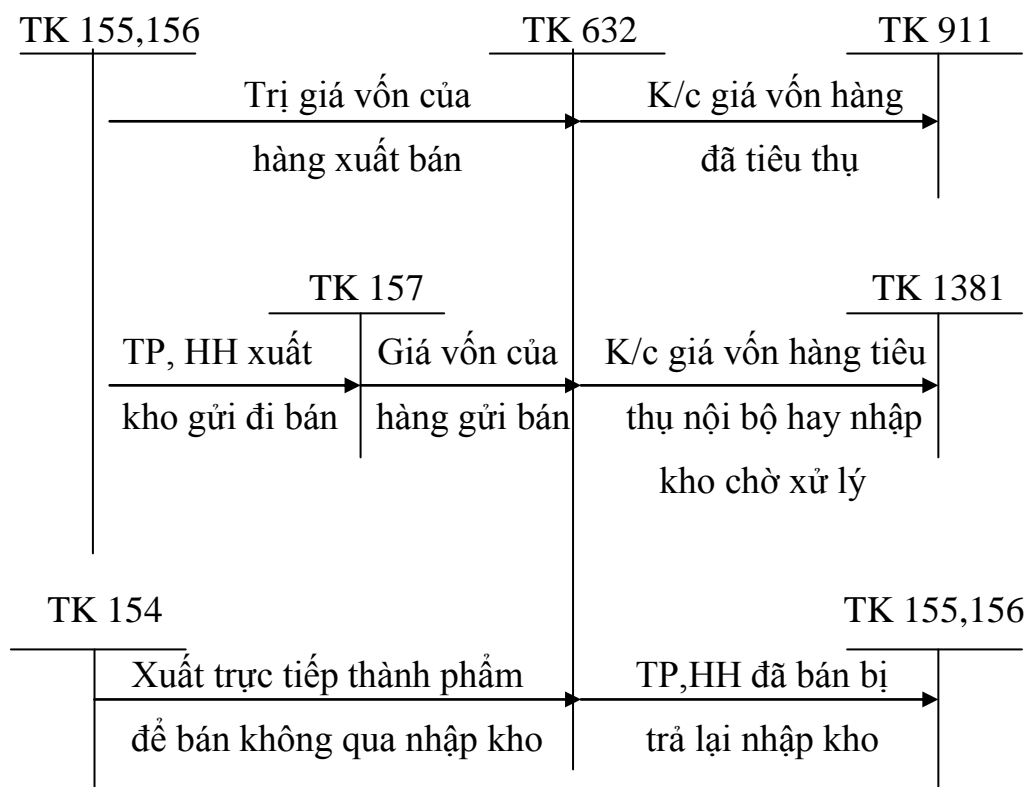 TK 155,156 TK 632 TK 911
Trị giá vốn của K/c giá vốn hàng
hàng xuất bán đã tiêu thụ
TK 157 TK 1381
TP, HH xuất Giá vốn của K/c giá vốn hàng tiêu
kho gửi đi bán hàng gửi bán thụ nội bộ hay nhập
kho chờ xử lý
TK 154 TK 155,156
Xuất trực tiếp thành phẩm TP,HH đã bán bị
để bán không qua nhập kho trả lại nhập kho